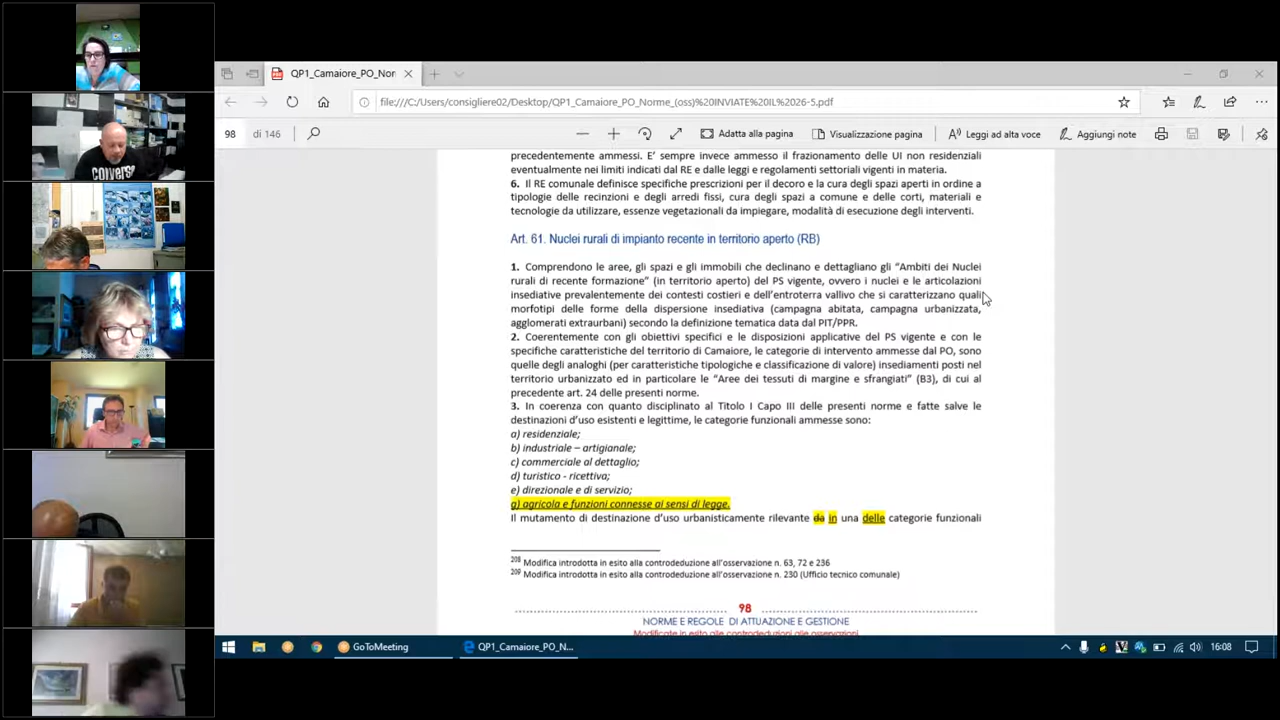 QP1_Camaiore_PO_Nor
file:///C:/Users/consigliere02/Desktop/QP1_Camaiore_PO_Norme_(oss)%20INVIATE%20IL%2026-5.pdf
98 di 146
Adatta alla pagina
Visualizzazione pagina
Leggi ad alta voce
Aggiungi note
precedentemente ammessi. E' sempre invece ammesso il frazionamento delle UI non residenziali
eventualmente nei limiti indicati dal RE e dalle leggi e regolamenti settoriali vigenti in materia.
6. Il RE comunale definisce specifiche prescrizioni per il decoro e la cura degli spazi aperti in ordine a
tipologie delle recinzioni e degli arredi fissi, cura degli spazi a comune e delle corti, materiali e
tecnologie da utilizzare, essenze vegetazionali da impiegare, modalità di esecuzione degli interventi.
Art. 61. Nuclei rurali di impianto recente in territorio aperto (RB)
1. Comprendono le aree, gli spazi e gli immobili che declinano e dettagliano gli "Ambiti dei Nuclei
rurali di recente formazione" (in territorio aperto) del PS vigente, ovvero i nuclei e le articolazioni
insediative prevalentemente dei contesti costieri e dell'entroterra vallivo che si caratterizzano quali
morfotipi delle forme della dispersione insediativa (campagna abitata, campagna urbanizzata,
agglomerati extraurbani) secondo la definizione tematica data dal PIT/PPR.
2. Coerentemente con gli obiettivi specifici e le disposizioni applicative del PS vigente e con le
specifiche caratteristiche del territorio di Camaiore, le categorie di intervento ammesse dal PO, sono
quelle degli analoghi (per caratteristiche tipologiche e classificazione di valore) insediamenti posti nel
territorio urbanizzato ed in particolare le "Aree dei tessuti di margine e sfrangiati" (B3), di cui al
precedente art. 24 delle presenti norme.
3. In coerenza con quanto disciplinato al Titolo I Capo III delle presenti norme e fatte salve le
destinazioni d'uso esistenti e legittime, le categorie funzionali ammesse sono:
a) residenziale;
b) industriale – artigianale;
c) commerciale al dettaglio;
d) turistico - ricettiva;
e) direzionale e di servizio;
g) agricola e funzioni connesse ai sensi di legge.
Il mutamento di destinazione d'uso urbanisticamente rilevante da in una delle categorie funzionali
208 Modifica introdotta in esito alla controdeduzione all'osservazione n. 63, 72 e 236
209 Modifica introdotta in esito alla controdeduzione all'osservazione n. 230 (Ufficio tecnico comunale)
98
NORME E REGOLE DI ATTUAZIONE E GESTIONE
Modificate in esito alle controdeduzioni alle osservazioni
GoToMeeting
QP1_Camaiore_PO_N...
16:08